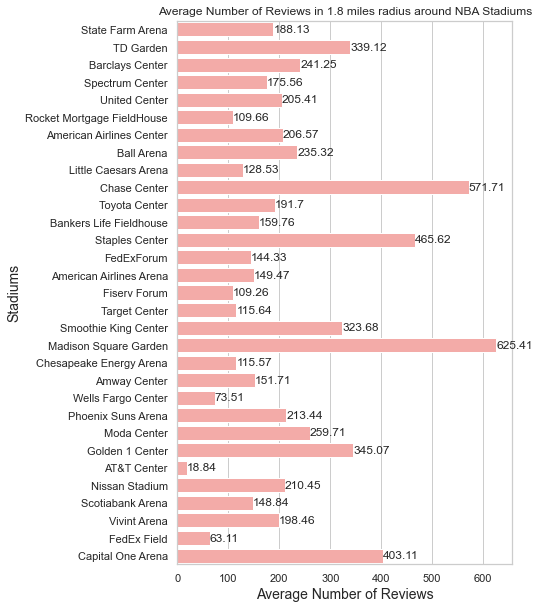 Average Number of Reviews in 1.8 miles radius around NBA Stadiums
State Farm Arena 188.13
TD Garden 339.12
Barclays Center 241.25
Spectrum Center 175.56
United Center 205.41
Rocket Mortgage FieldHouse 109.66
American Airlines Center 206.57
Ball Arena 235.32
Little Caesars Arena 128.53
Chase Center 571.71
Toyota Center 191.7
Bankers Life Fieldhouse 159.76
Staples Center 465.62
FedExForum 144.33
American Airlines Arena 149.47
Fiserv Forum 109.26
Target Center 115.64
Smoothie King Center 323.68
Madison Square Garden 625.41
Chesapeake Energy Arena 115.57
Amway Center 151.71
Wells Fargo Center 73.51
Phoenix Suns Arena 213.44
Moda Center 259.71
Golden 1 Center 345.07
AT&T Center 18.84
Nissan Stadium 210.45
Scotiabank Arena 148.84
Vivint Arena 198.46
FedEx Field 63.11
Capital One Arena 403.11
Stadiums
0 100 200 300 400 500 600
Average Number of Reviews